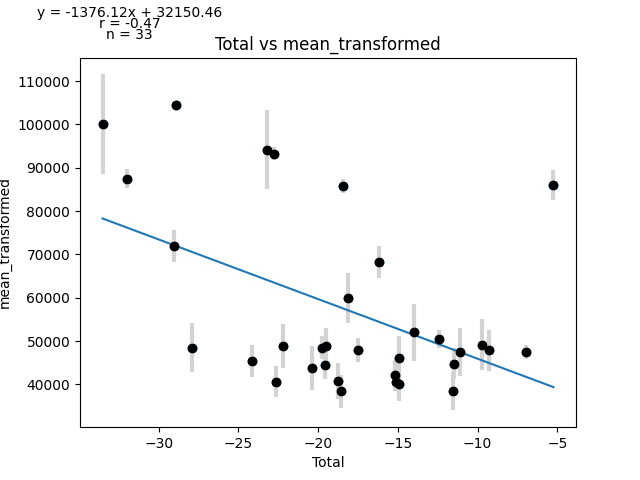 y = -1376.12x + 32150.46
r = -0.47
n = 33
Total vs mean_transformed
110000
100000
90000
80000
70000
60000
50000
40000
mean_transformed
−30
−25
−20
−15
−10
−5
Total